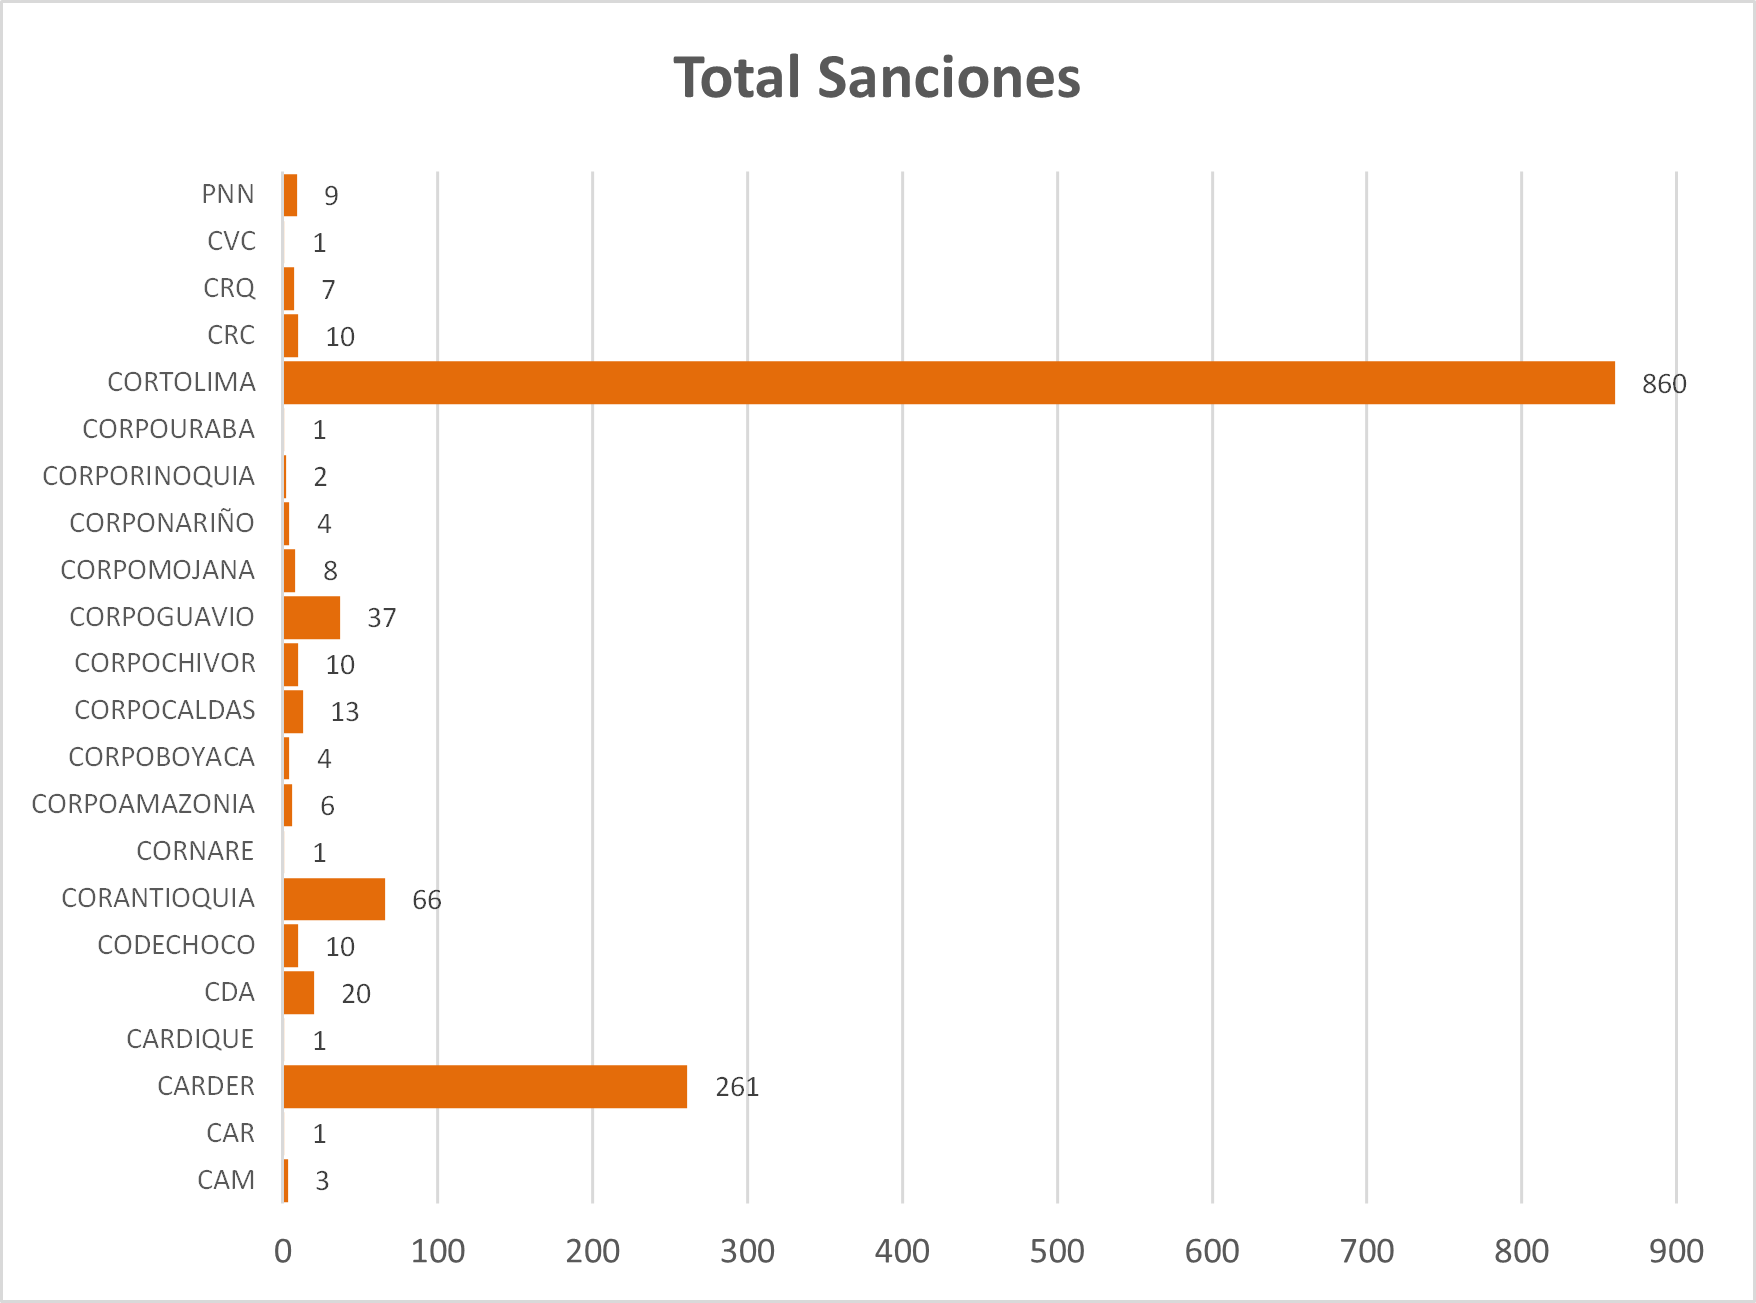 Total Sanciones
PNN 9
CVC 1
CRQ 7
CRC 10
CORTOLIMA 860
CORPOURABA 1
CORPORINOQUIA 2
CORPONARIÑO 4
CORPOMOJANA 8
CORPOGUAVIO 37
CORPOCHIVOR 10
CORPOCALDAS 13
CORPOBOYACA 4
CORPOAMAZONIA 6
CORNARE 1
CORANTIOQUIA 66
CODECHOCO 10
CDA 20
CARDIQUE 1
CARDER 261
CAR 1
CAM 3
0 100 200 300 400 500 600 700 800 900